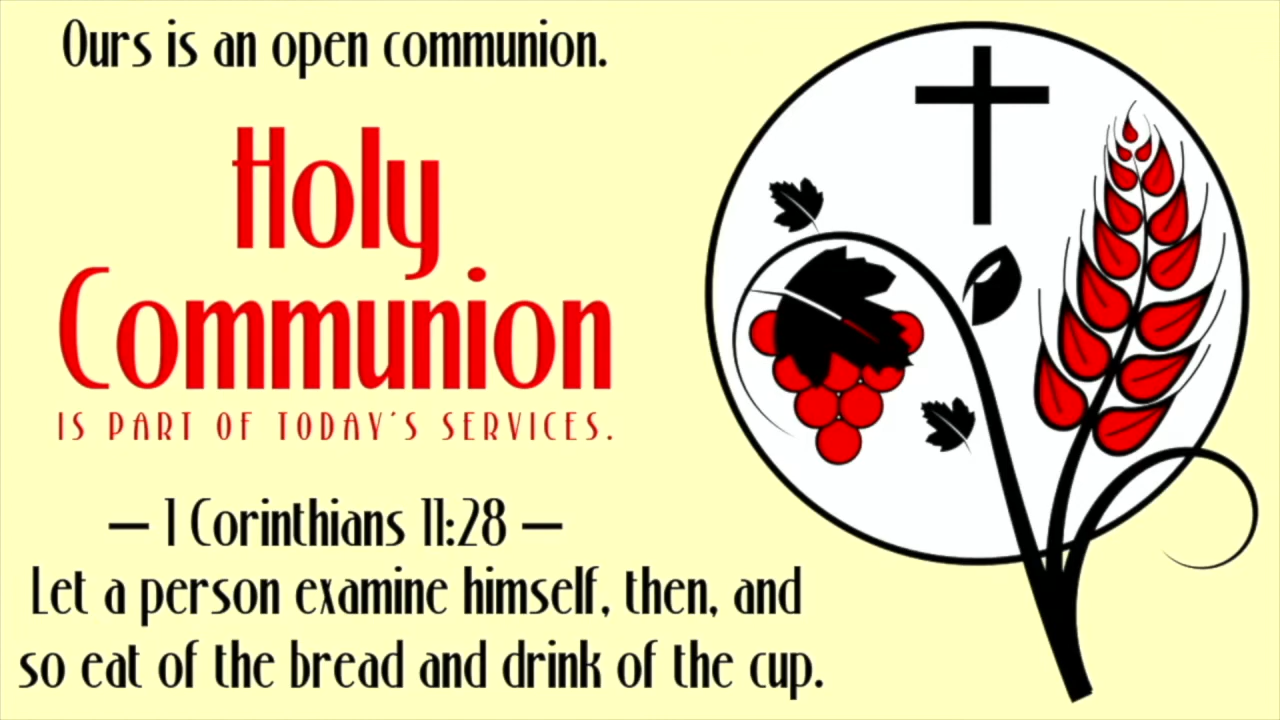 Ours is an open communion.
Holy
Communion
IS PART OF TODAY'S SERVICES.
— 1 Corinthians 11:28 —
Let a person examine himself, then, and
so eat of the bread and drink of the cup.